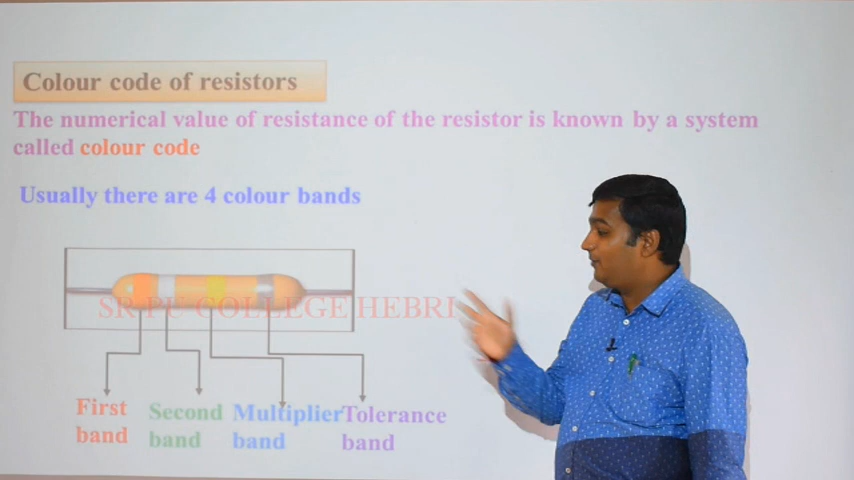 Colour code of resistors
The numerical value of resistance of the resistor is known by a system
called colour code
Usually there are 4 colour bands
SR PU COLLEGE HEBRI
First band
Second band
Multiplier band
Tolerance band